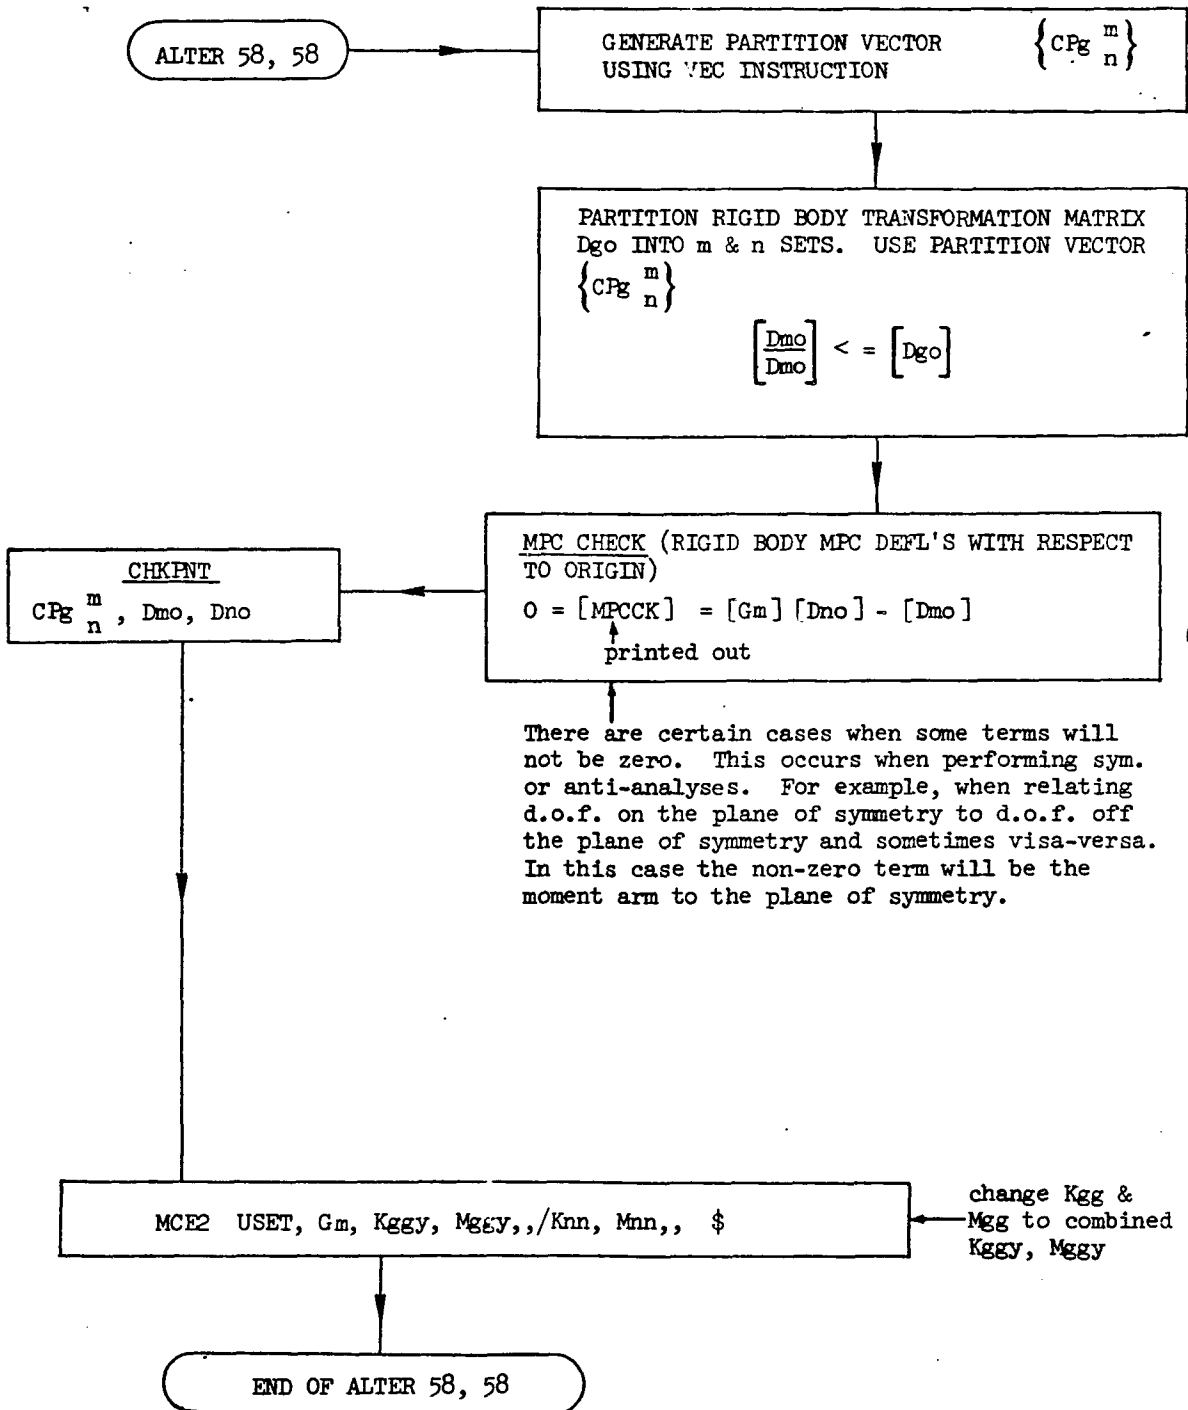 ALTER 58, 58
GENERATE PARTITION VECTOR {CPg m n}
USING VEC INSTRUCTION
PARTITION RIGID BODY TRANSFORMATION MATRIX
Dgo INTO m & n SETS. USE PARTITION VECTOR
{CPg m n}
[Dmo / Dmo] < = [Dgo]
MPC CHECK (RIGID BODY MPC DEFL'S WITH RESPECT
TO ORIGIN)
O = [MPCCK] = [Gm] [Dno] - [Dmo]
printed out
CHKPNT
CPg m n , Dmo, Dno
There are certain cases when some terms will
not be zero. This occurs when performing sym.
or anti-analyses. For example, when relating
d.o.f. on the plane of symmetry to d.o.f. off
the plane of symmetry and sometimes visa-versa.
In this case the non-zero term will be the
moment arm to the plane of symmetry.
MCE2 USET, Gm, Kggy, Mggy,,/Knn, Mnn,, $
change Kgg &
Mgg to combined
Kggy, Mggy
END OF ALTER 58, 58